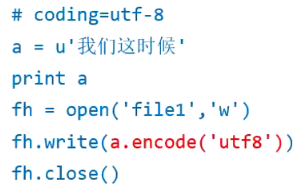 # coding=utf-8
a = u'我们这时候'
print a
fh = open('file1','w')
fh.write(a.encode('utf8'))
fh.close()